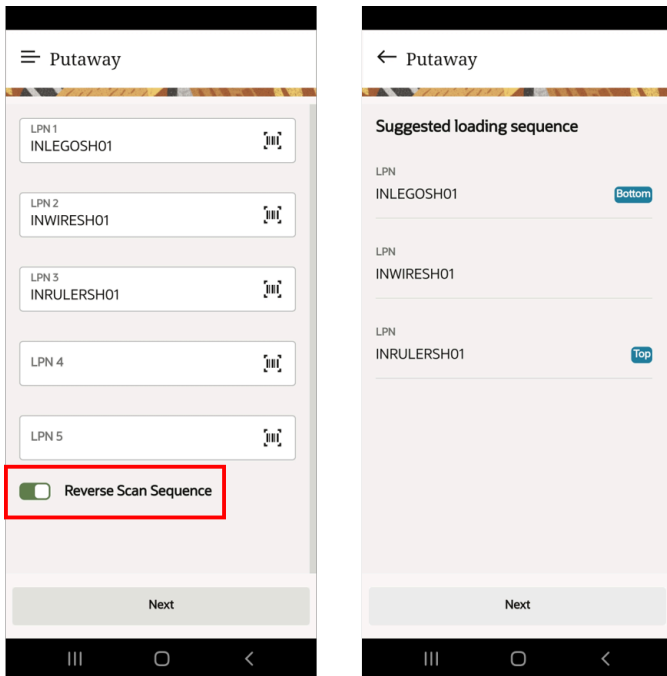 Putaway
LPN 1
INLEGOSH01
LPN 2
INWIRESH01
LPN 3
INRULERSH01
LPN 4
LPN 5
Reverse Scan Sequence
Next
Putaway
Suggested loading sequence
LPN
INLEGOSH01
Bottom
LPN
INWIRESH01
LPN
INRULERSH01
Top
Next